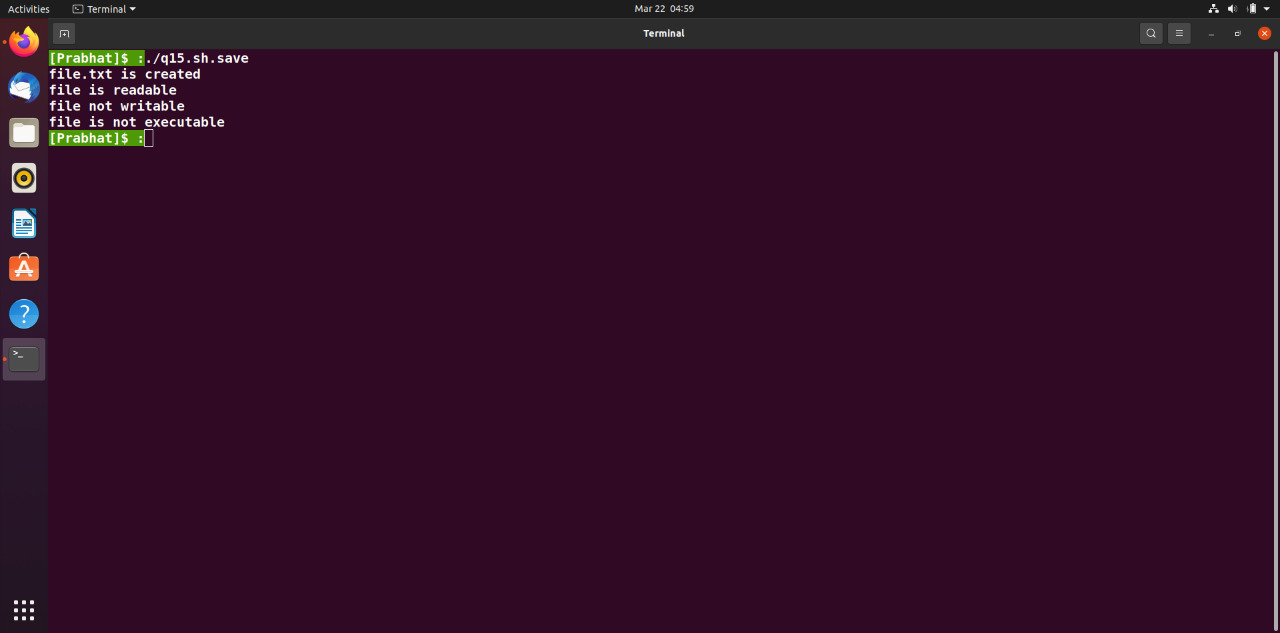 Activities
Terminal
Mar 22 04:59
Terminal
[Prabhat]$ :./q15.sh.save
file.txt is created
file is readable
file not writable
file is not executable
[Prabhat]$ :